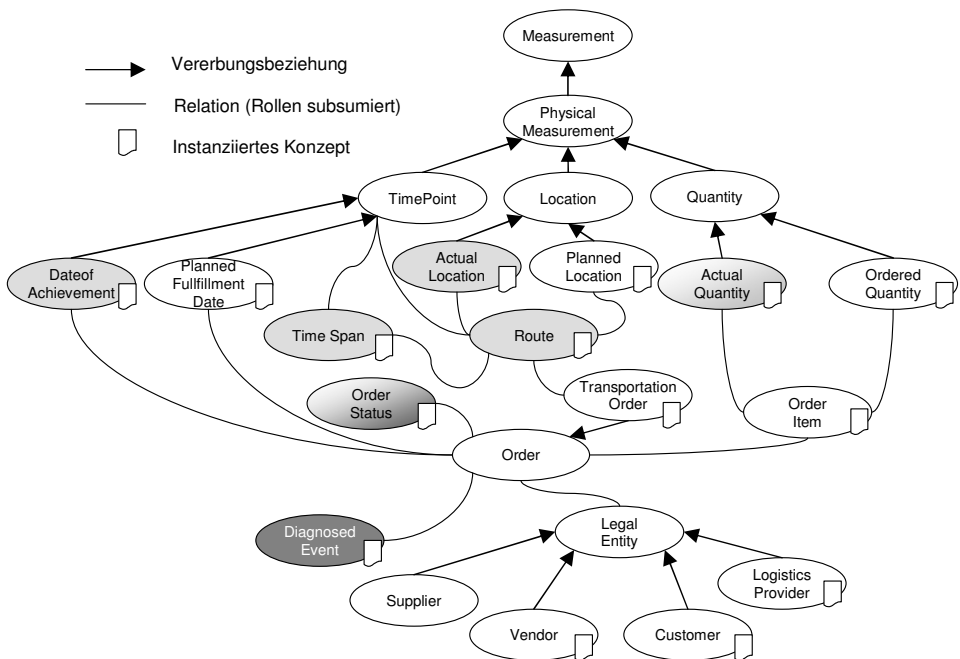 Measurement
Vererbungsbeziehung
Relation (Rollen subsumiert)
Instanziiertes Konzept
Physical
Measurement
TimePoint
Location
Quantity
Dateof
Achievement
Planned
Fullfillment
Date
Actual
Location
Planned
Location
Actual
Quantity
Ordered
Quantity
Time Span
Route
Order
Status
Transportation
Order
Order
Item
Order
Diagnosed
Event
Legal
Entity
Supplier
Vendor
Customer
Logistics
Provider